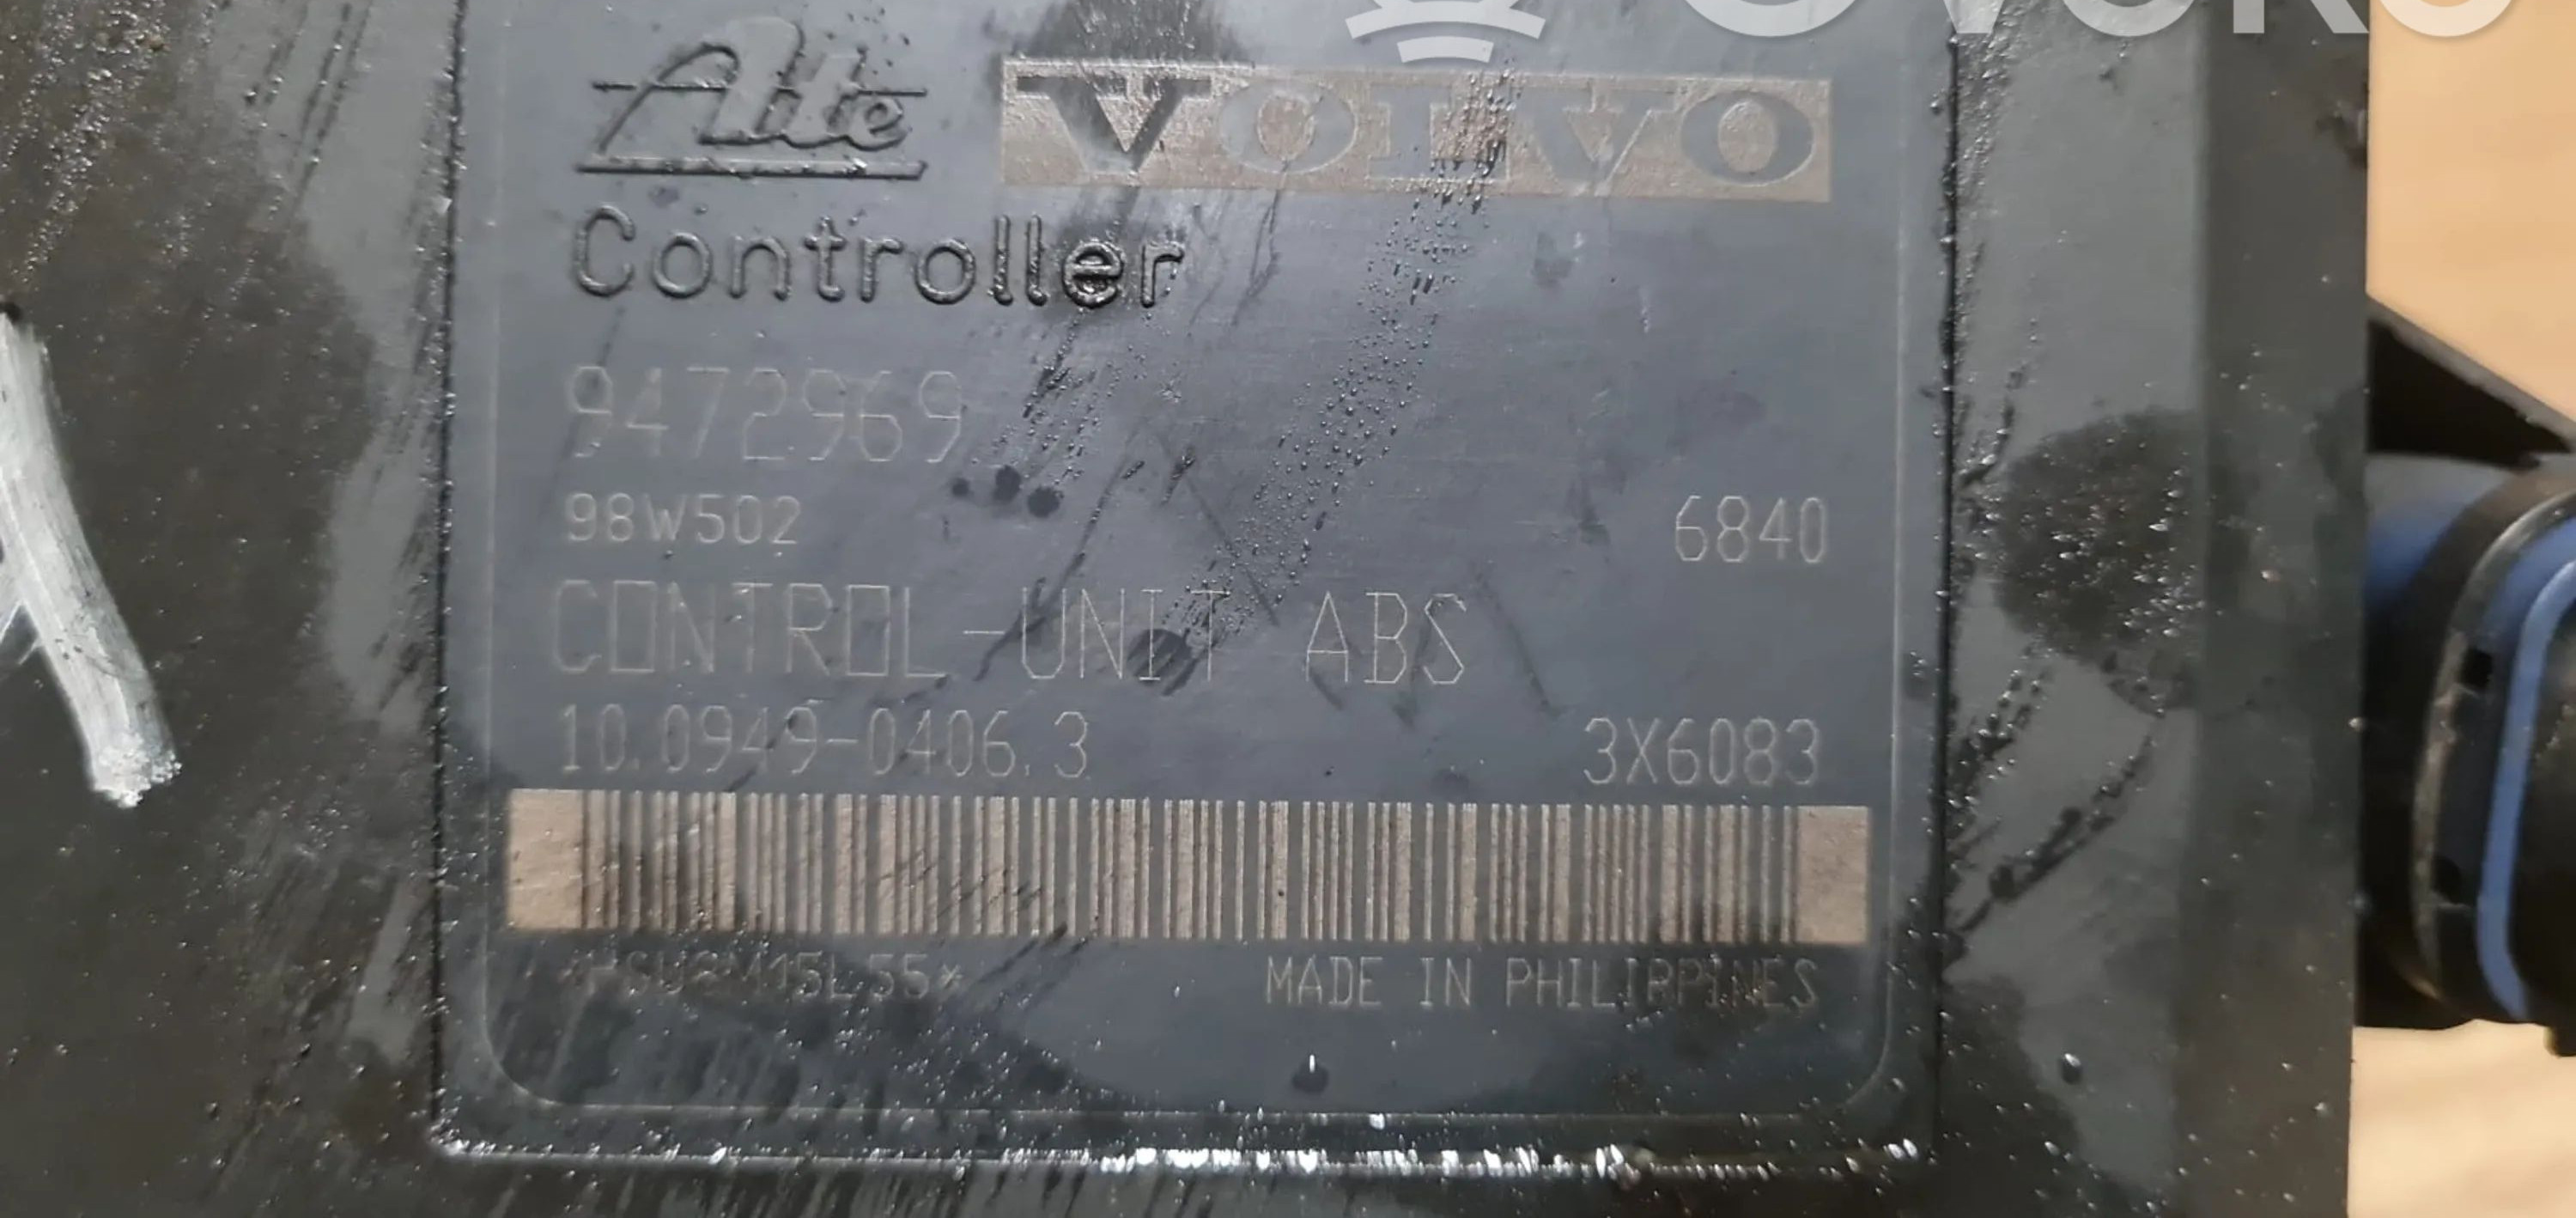 Ate VOLVO
Controller
9472969
98W502 6840
CONTROL-UNIT ABS
10.0949-0406.3 3X6083
MADE IN PHILIPPINES